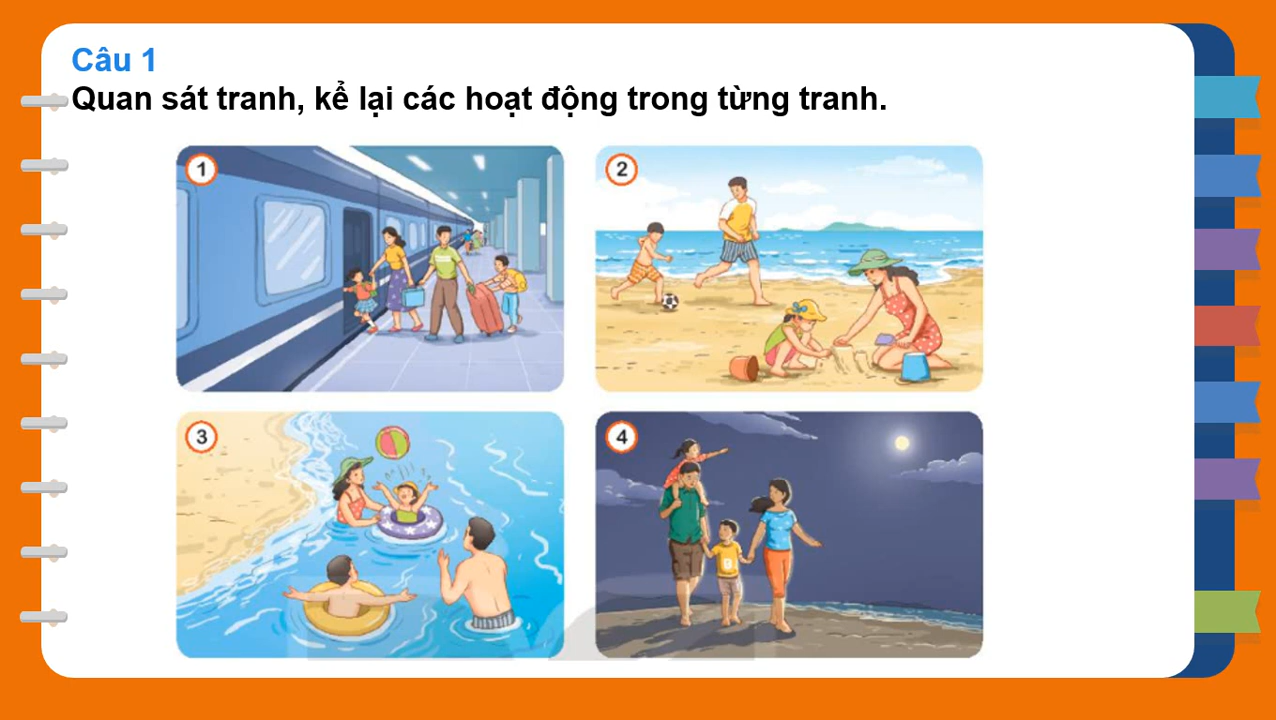 Câu 1
Quan sát tranh, kể lại các hoạt động trong từng tranh.
1
2
3
4